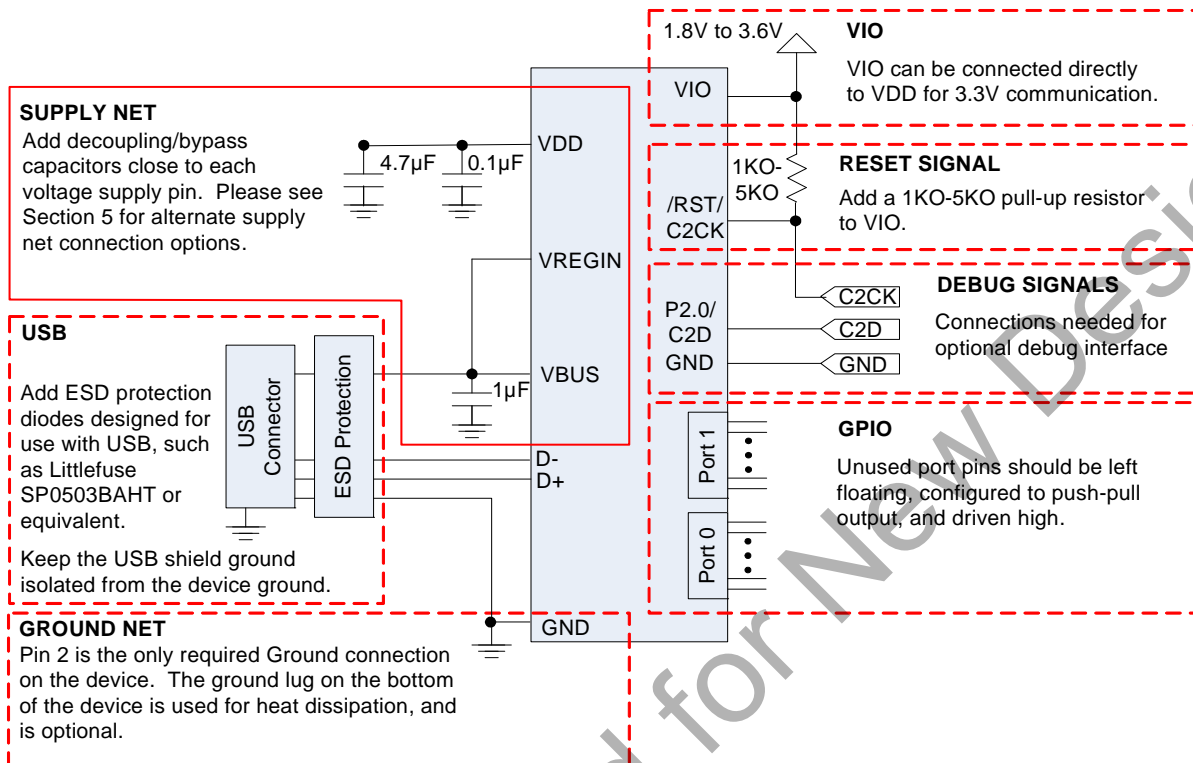 SUPPLY NET
Add decoupling/bypass
capacitors close to each
voltage supply pin. Please see
Section 5 for alternate supply
net connection options.
4.7µF
0.1µF
1µF
USB
Add ESD protection
diodes designed for
use with USB, such
as Littlefuse
SP0503BAHT or
equivalent.
Keep the USB shield ground
isolated from the device ground.
USB
Connector
ESD Protection
GROUND NET
Pin 2 is the only required Ground connection
on the device. The ground lug on the bottom
of the device is used for heat dissipation, and
is optional.
VDD
VREGIN
VBUS
D-
D+
GND
VIO
/RST/
C2CK
P2.0/
C2D
GND
Port 1
Port 0
1.8V to 3.6V
VIO
VIO can be connected directly
to VDD for 3.3V communication.
1KO-
5KO
RESET SIGNAL
Add a 1KO-5KO pull-up resistor
to VIO.
C2CK
C2D
GND
DEBUG SIGNALS
Connections needed for
optional debug interface
GPIO
Unused port pins should be left
floating, configured to push-pull
output, and driven high.
for New Desi